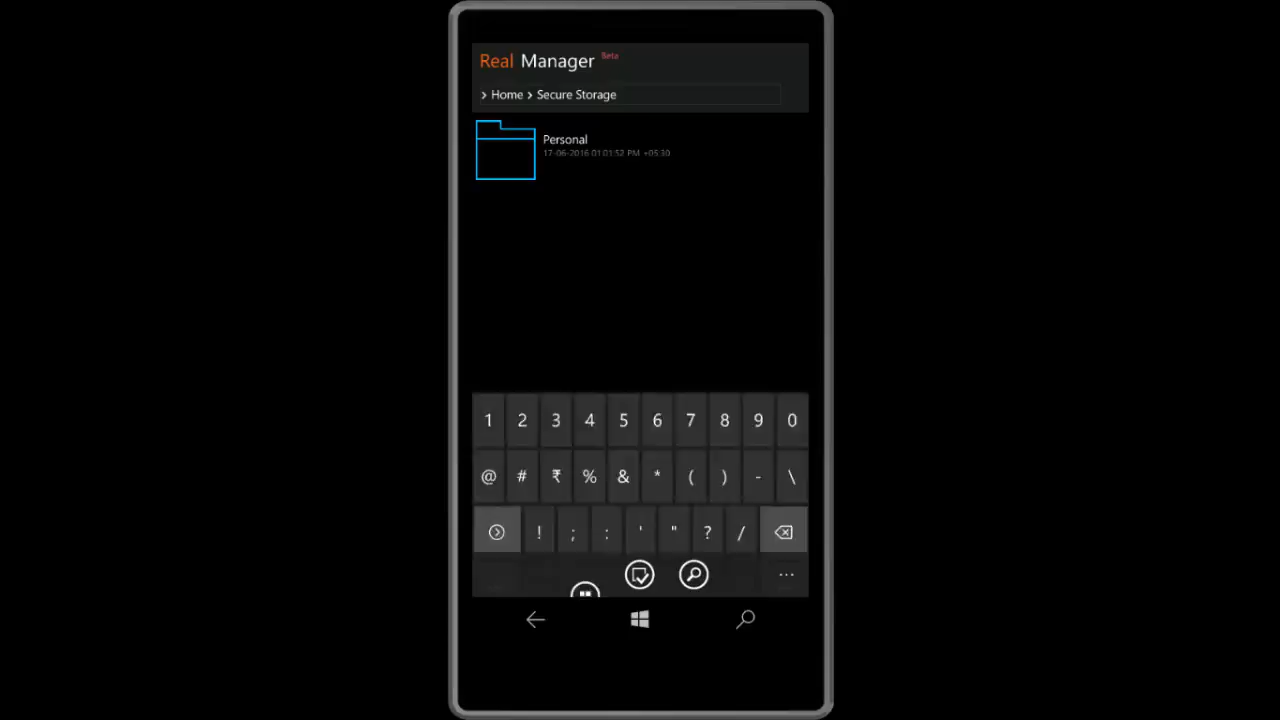 Real Manager Beta
> Home > Secure Storage
Personal
17-06-2016 01:01:52 PM +05:30
1 2 3 4 5 6 7 8 9 0
@ # ₹ % & * ( ) - \
! ; : ' " ? /
...